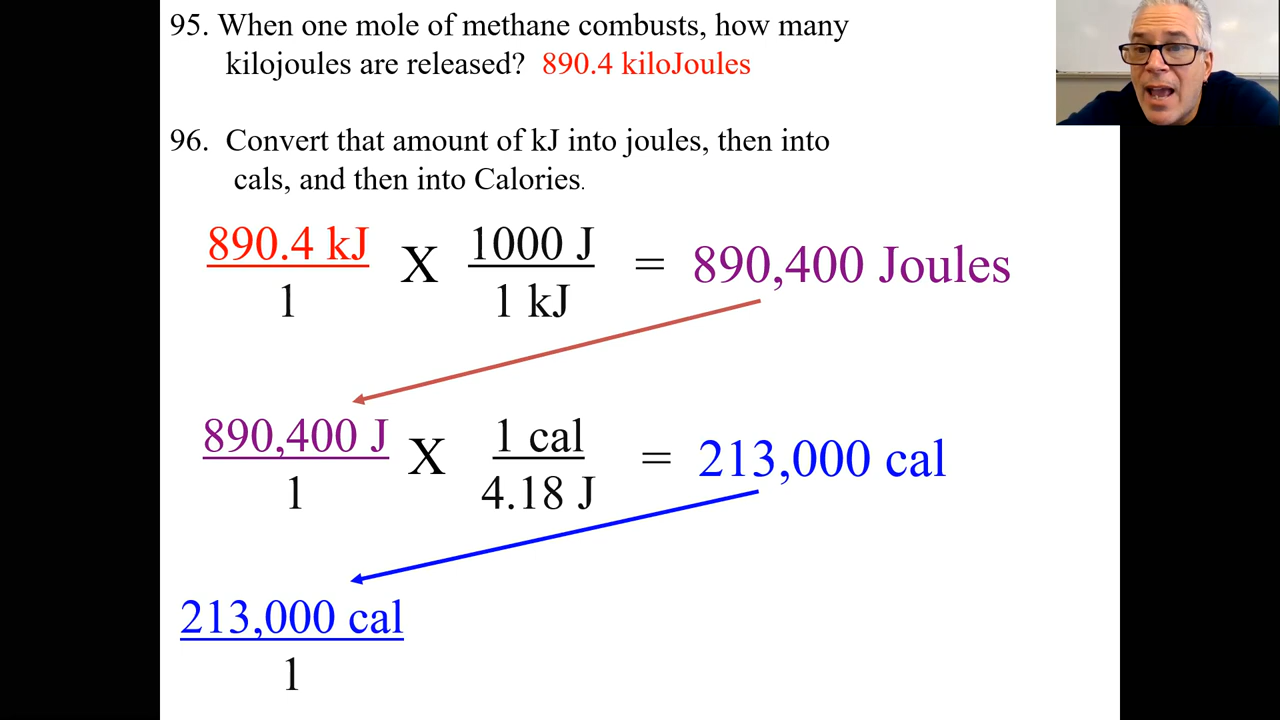 95. When one mole of methane combusts, how many
kilojoules are released? 890.4 kiloJoules
96. Convert that amount of kJ into joules, then into
cals, and then into Calories.
890.4 kJ X 1000 J = 890,400 Joules
1 1 kJ
890,400 J X 1 cal = 213,000 cal
1 4.18 J
213,000 cal
1